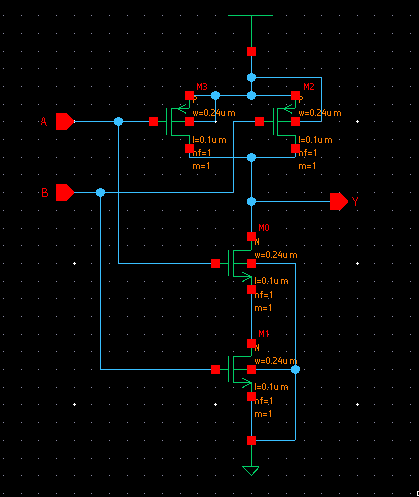 M3
P
w=0.24um
l=0.1um
nf=1
m=1
M2
P
w=0.24um
l=0.1um
nf=1
m=1
A
B
Y
M0
N
w=0.24um
l=0.1um
nf=1
m=1
M1
N
w=0.24um
l=0.1um
nf=1
m=1